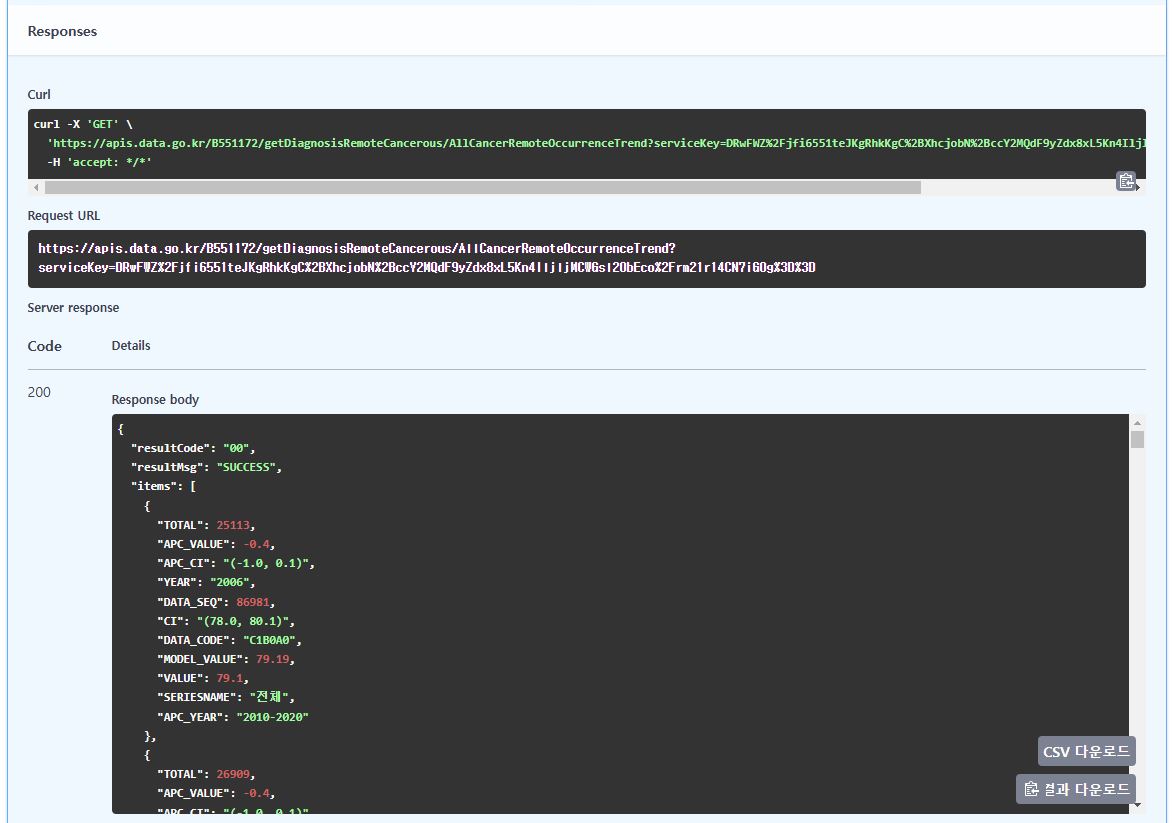 Responses
Curl
curl -X 'GET' \
'https://apis.data.go.kr/B551172/getDiagnosisRemoteCancerous/AllCancerRemoteOccurrenceTrend?serviceKey=DRwFWZ%2Fjfi6551teJKgRhkKgC%2BXhcjobN%2BccY2MQdF9yZdx8xL5Kn4Iljl
-H 'accept: */*'
Request URL
https://apis.data.go.kr/B551172/getDiagnosisRemoteCancerous/AllCancerRemoteOccurrenceTrend?
serviceKey=DRwFWZ%2Fjfi6551teJKgRhkKgC%2BXhcjobN%2BccY2MQdF9yZdx8xL5Kn4IljljMCWGsl20bEco%2Frm21r14CN7iGOg%3D%3D
Server response
Code Details
200
Response body
{
"resultCode": "00",
"resultMsg": "SUCCESS",
"items": [
{
"TOTAL": 25113,
"APC_VALUE": -0.4,
"APC_CI": "(-1.0, 0.1)",
"YEAR": "2006",
"DATA_SEQ": 86981,
"CI": "(78.0, 80.1)",
"DATA_CODE": "C1B0A0",
"MODEL_VALUE": 79.19,
"VALUE": 79.1,
"SERIESNAME": "전체",
"APC_YEAR": "2010-2020"
},
{
"TOTAL": 26909,
"APC_VALUE": -0.4,
"APC_CI": "(-1.0, 0.1)"
CSV 다운로드
결과 다운로드